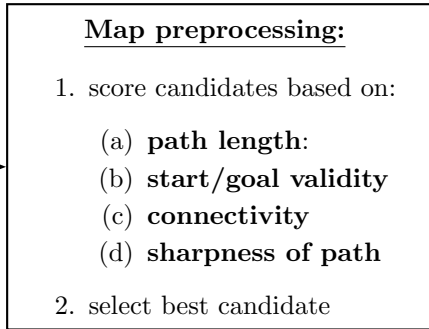 Map preprocessing:
1. score candidates based on:
(a) path length:
(b) start/goal validity
(c) connectivity
(d) sharpness of path
2. select best candidate